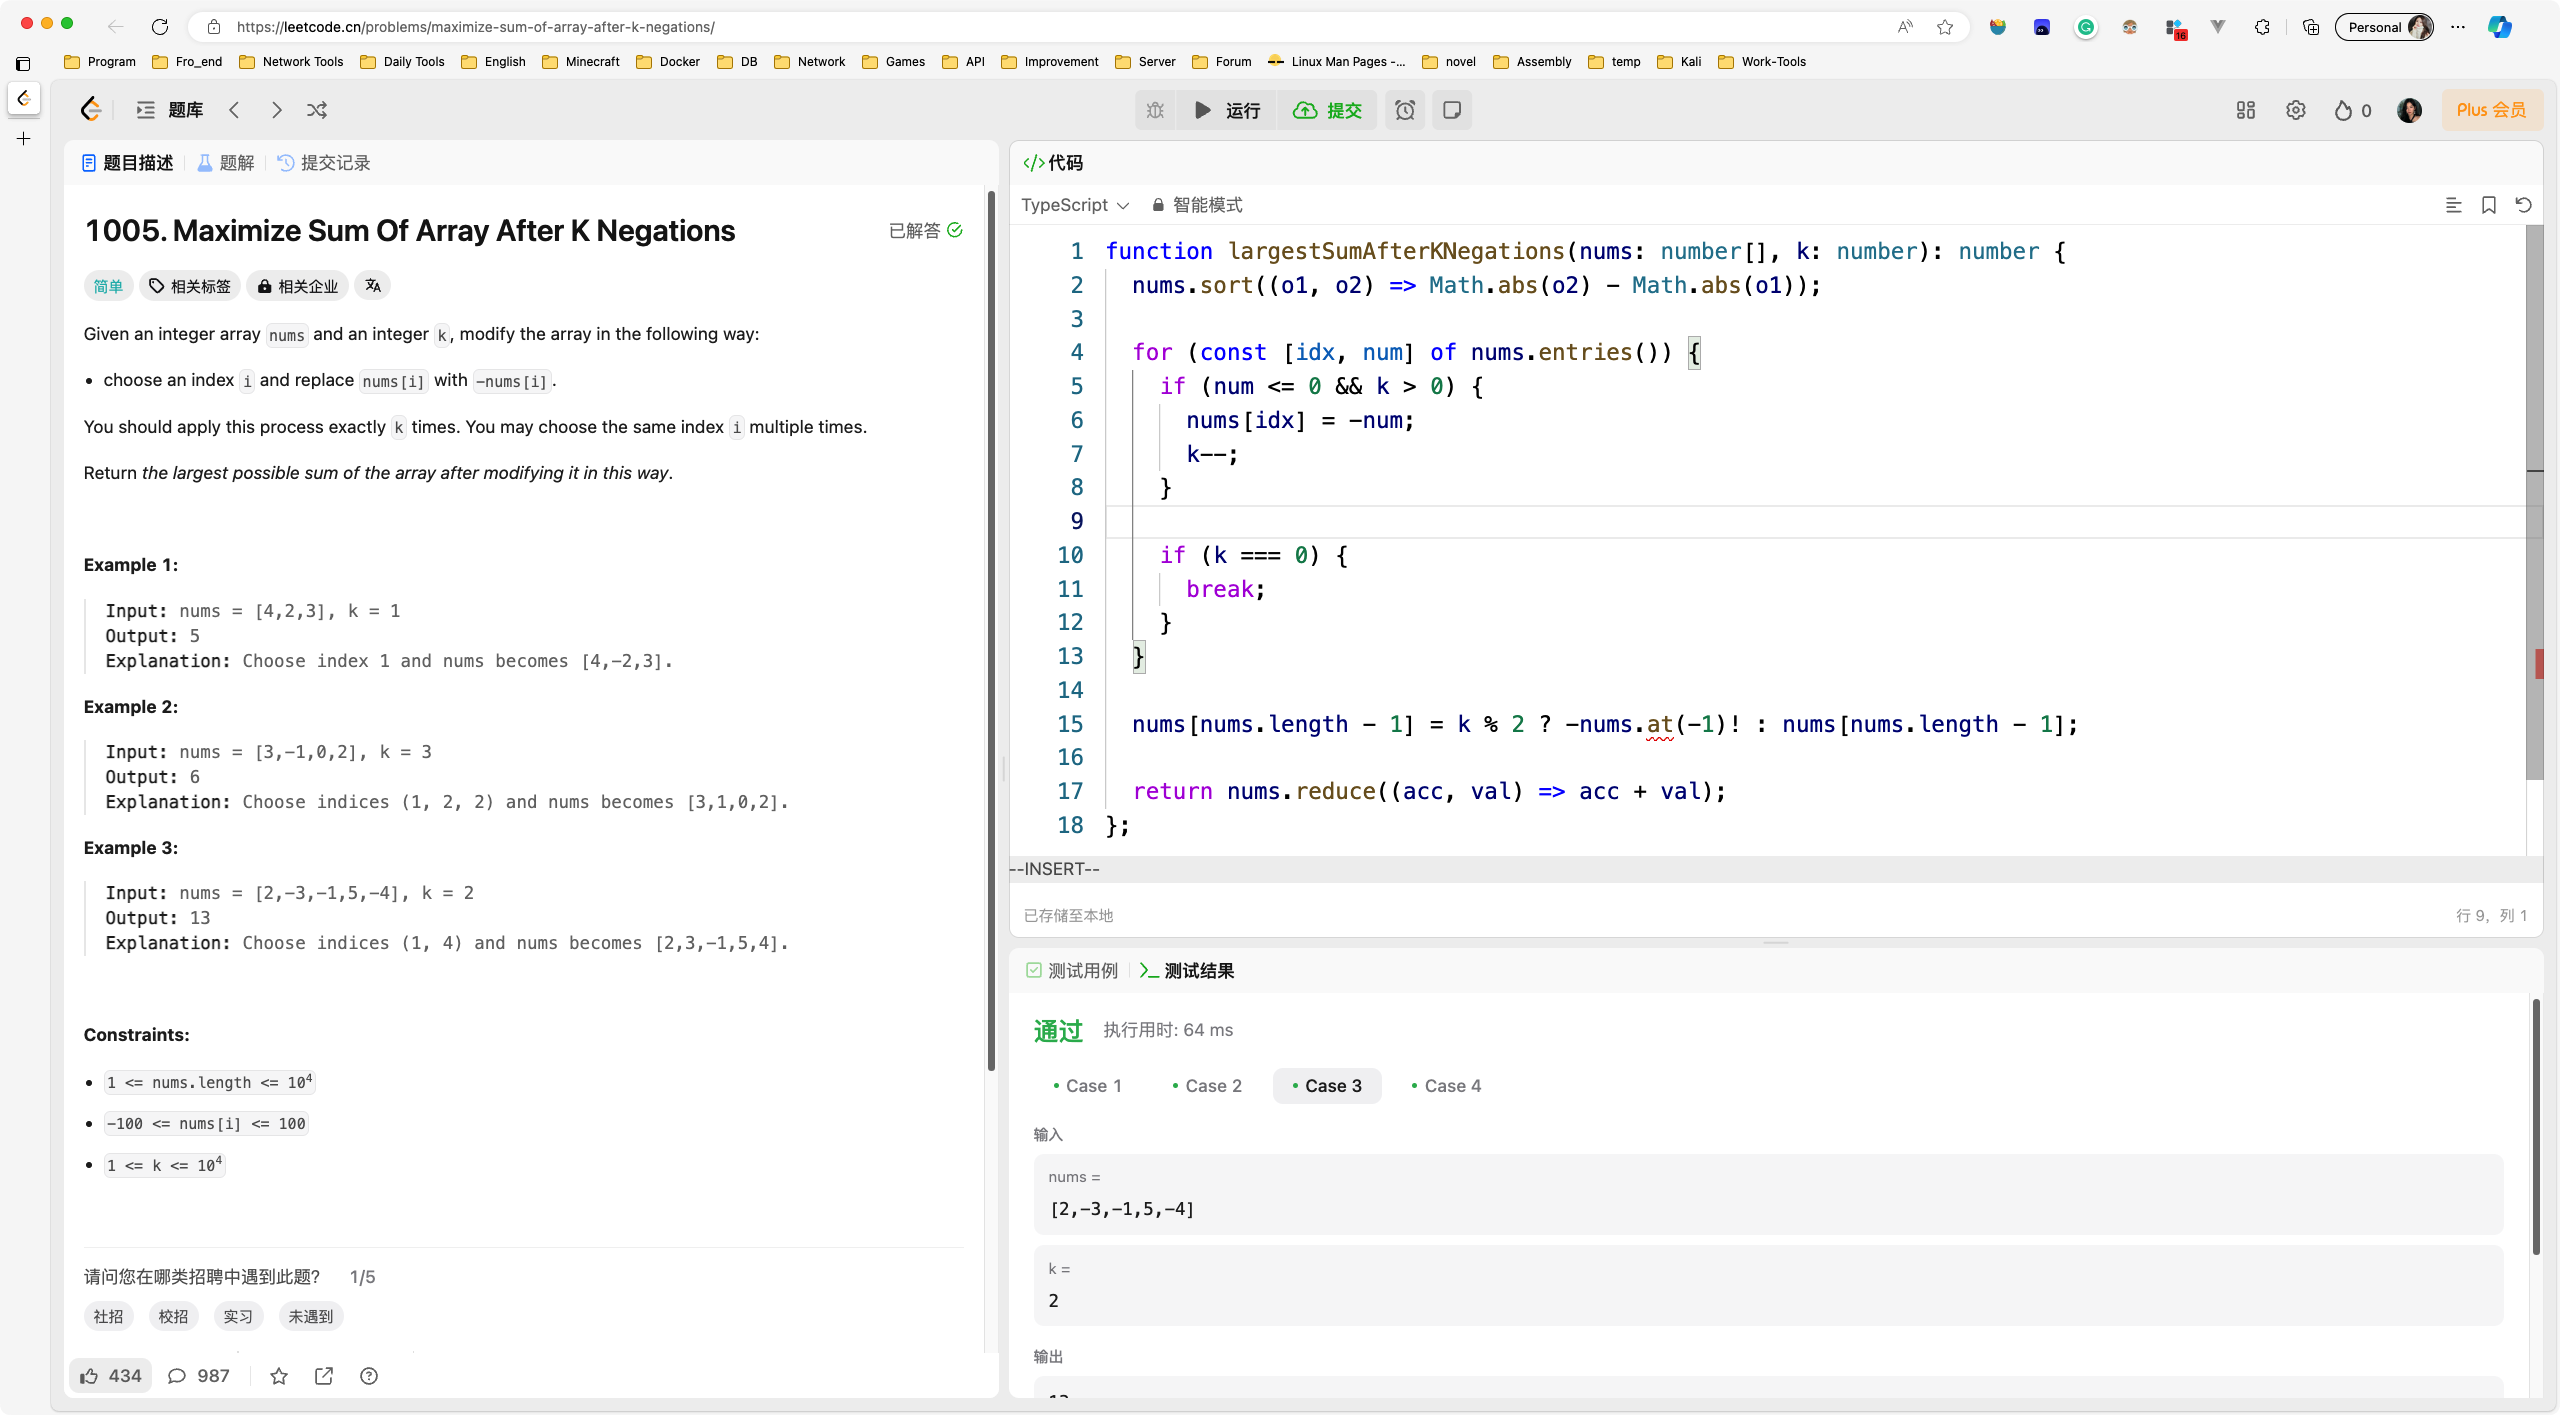 https://leetcode.cn/problems/maximize-sum-of-array-after-k-negations/
16
Personal
Program Fro_end Network Tools Daily Tools English Minecraft Docker DB Network Games API Improvement Server Forum Linux Man Pages -... novel Assembly temp Kali Work-Tools
题库
运行
提交
0
Plus 会员
题目描述 题解 提交记录
1005. Maximize Sum Of Array After K Negations
已解答
简单 相关标签 相关企业
Given an integer array nums and an integer k, modify the array in the following way:
• choose an index i and replace nums[i] with -nums[i].
You should apply this process exactly k times. You may choose the same index i multiple times.
Return the largest possible sum of the array after modifying it in this way.
Example 1:
Input: nums = [4,2,3], k = 1
Output: 5
Explanation: Choose index 1 and nums becomes [4,-2,3].
Example 2:
Input: nums = [3,-1,0,2], k = 3
Output: 6
Explanation: Choose indices (1, 2, 2) and nums becomes [3,1,0,2].
Example 3:
Input: nums = [2,-3,-1,5,-4], k = 2
Output: 13
Explanation: Choose indices (1, 4) and nums becomes [2,3,-1,5,4].
Constraints:
• 1 <= nums.length <= 10⁴
• -100 <= nums[i] <= 100
• 1 <= k <= 10⁴
请问您在哪类招聘中遇到此题? 1/5
社招 校招 实习 未遇到
434 987
</> 代码
TypeScript 智能模式
1 function largestSumAfterKNegations(nums: number[], k: number): number {
2 nums.sort((o1, o2) => Math.abs(o2) - Math.abs(o1));
3
4 for (const [idx, num] of nums.entries()) {
5 if (num <= 0 && k > 0) {
6 nums[idx] = -num;
7 k--;
8 }
9
10 if (k === 0) {
11 break;
12 }
13 }
14
15 nums[nums.length - 1] = k % 2 ? -nums.at(-1)! : nums[nums.length - 1];
16
17 return nums.reduce((acc, val) => acc + val);
18 };
--INSERT--
已存储至本地
行 9, 列 1
测试用例 测试结果
通过 执行用时: 64 ms
• Case 1 • Case 2 • Case 3 • Case 4
输入
nums =
[2,-3,-1,5,-4]
k =
2
输出